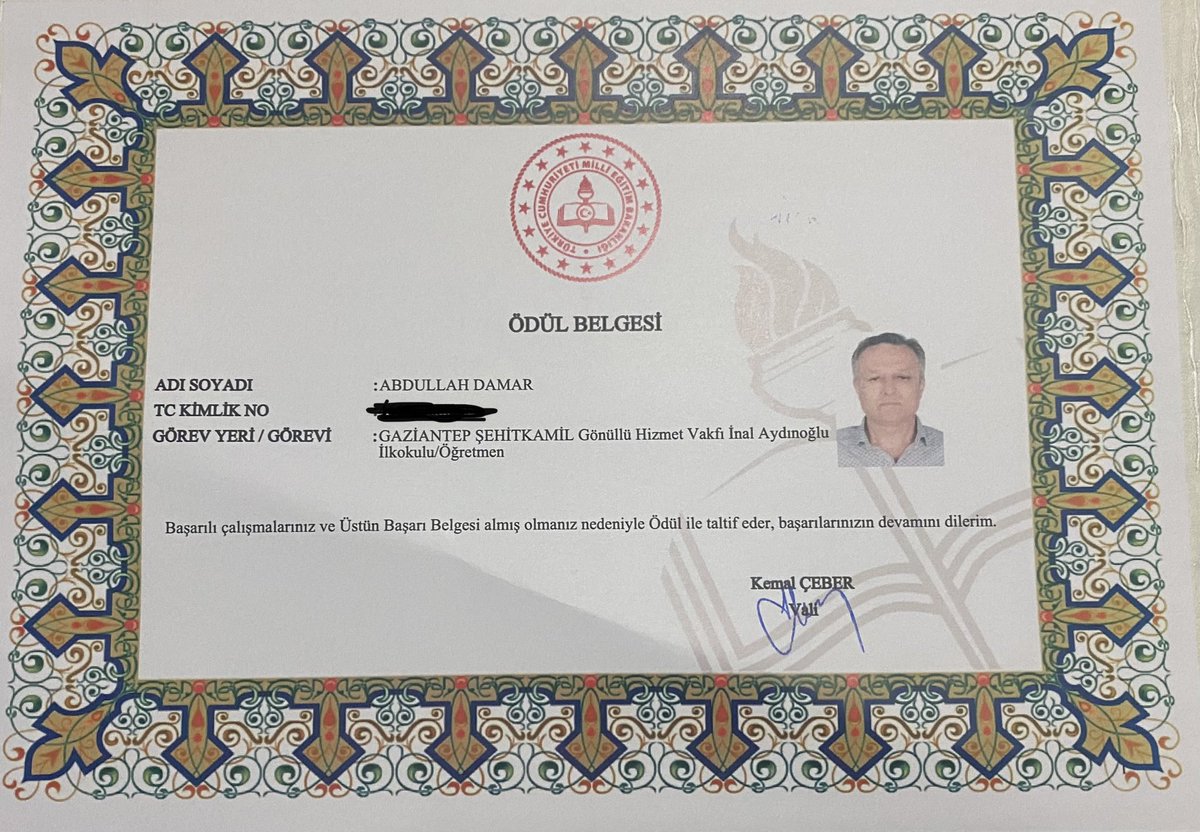 TÜRKİYE CUMHURİYETİ MİLLÎ EĞİTİM BAKANLIĞI
ÖDÜL BELGESİ
ADI SOYADI :ABDULLAH DAMAR
TC KİMLİK NO
GÖREV YERİ / GÖREVİ :GAZİANTEP ŞEHİTKAMİL Gönüllü Hizmet Vakfı İnal Aydınoğlu
İlkokulu/Öğretmen
Başarılı çalışmalarınız ve Üstün Başarı Belgesi almış olmanız nedeniyle Ödül ile taltif eder, başarılarınızın devamını dilerim.
Kemal ÇEBER
Vali